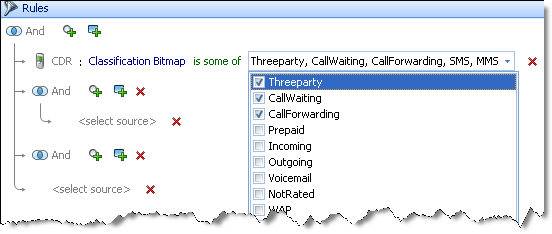 Rules
And
CDR : Classification Bitmap is some of Threeparty, CallWaiting, CallForwarding, SMS, MMS
Threeparty
And
CallWaiting
CallForwarding
<select source>
Prepaid
Incoming
And
Outgoing
Voicemail
<select source>
NotRated
WAP